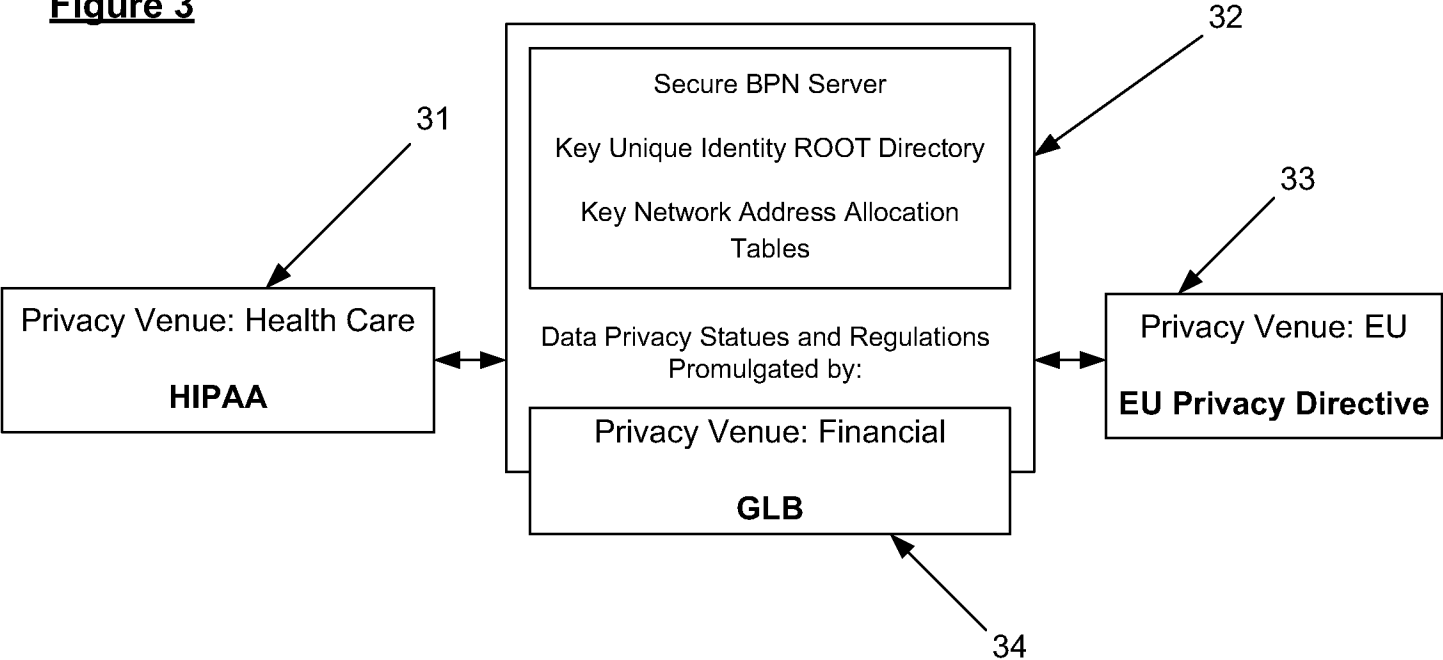 Figure 3
32
Secure BPN Server
31
Key Unique Identity ROOT Directory
33
Key Network Address Allocation
Tables
Privacy Venue: Health Care
HIPAA
Data Privacy Statues and Regulations
Promulgated by:
Privacy Venue: EU
EU Privacy Directive
Privacy Venue: Financial
GLB
34